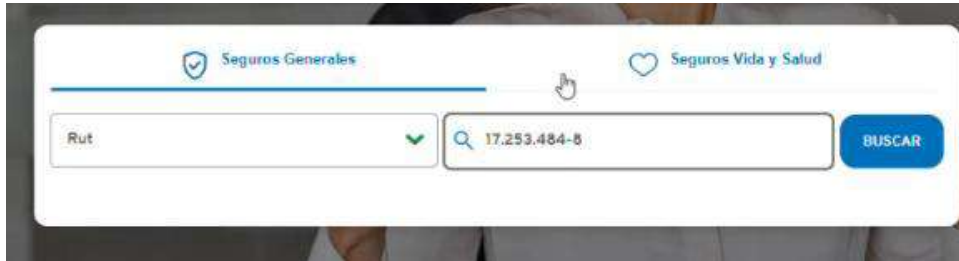 Seguros Generales
Seguros Vida y Salud
Rut
17.253.484-8
BUSCAR